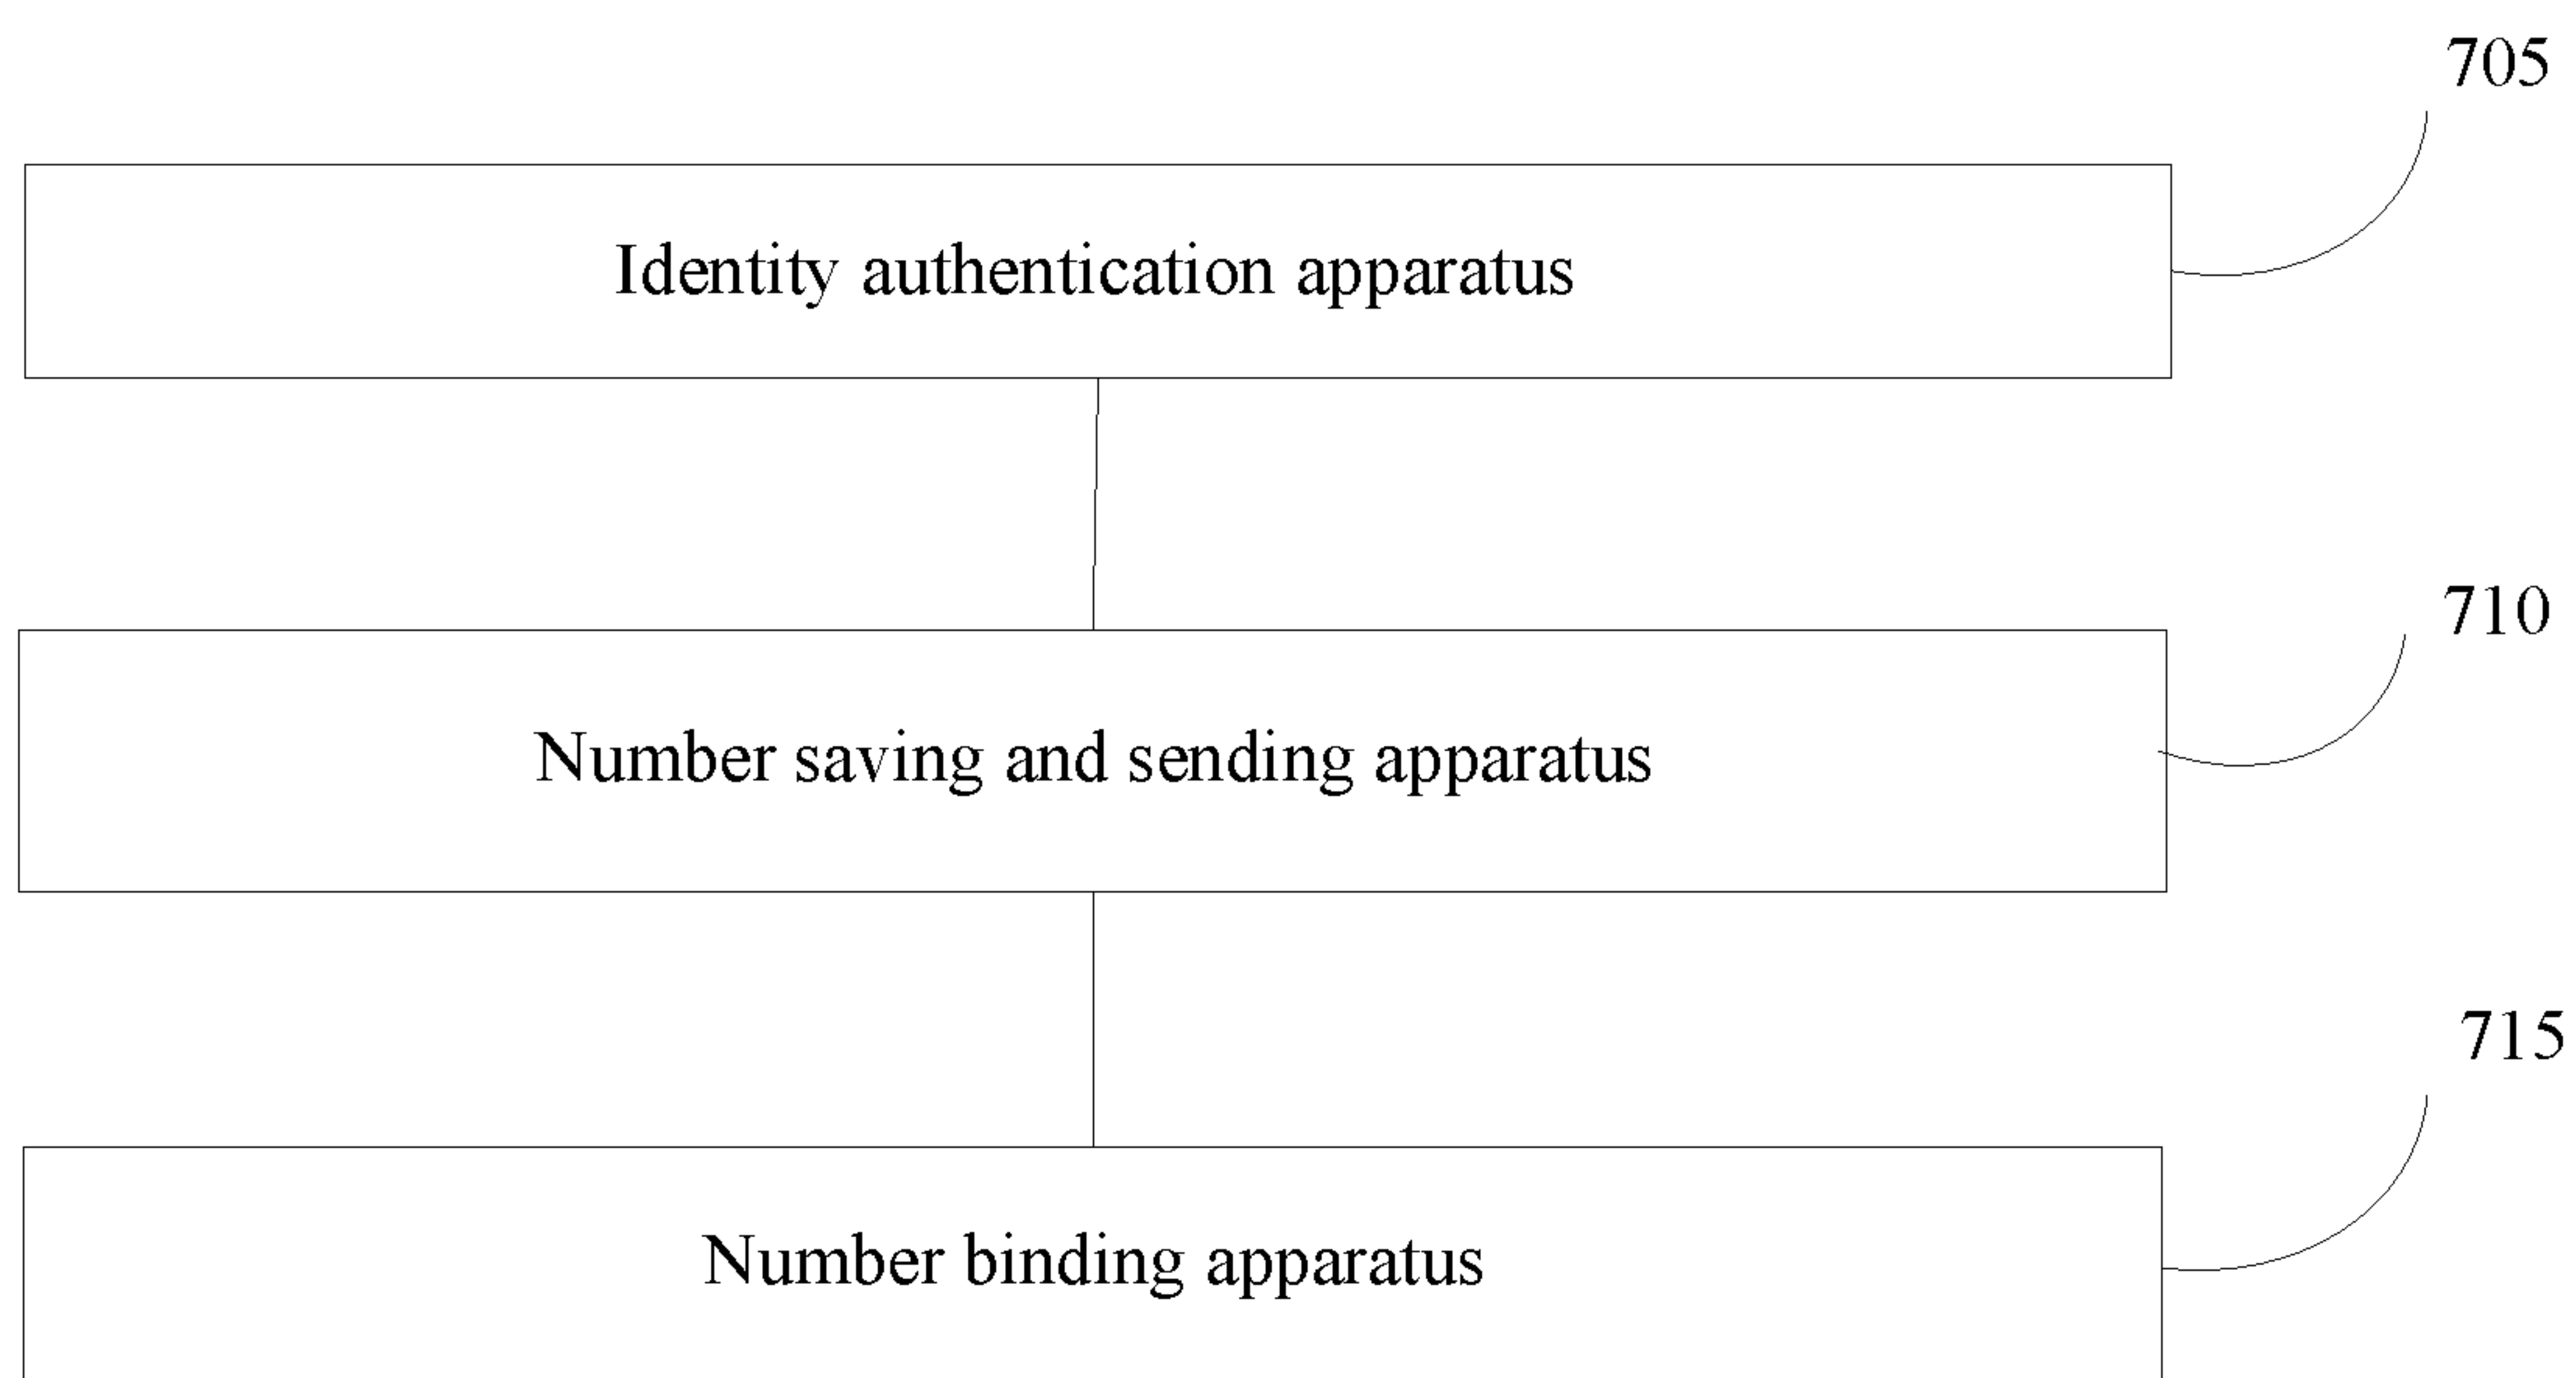 705
Identity authentication apparatus
710
Number saving and sending apparatus
715
Number binding apparatus